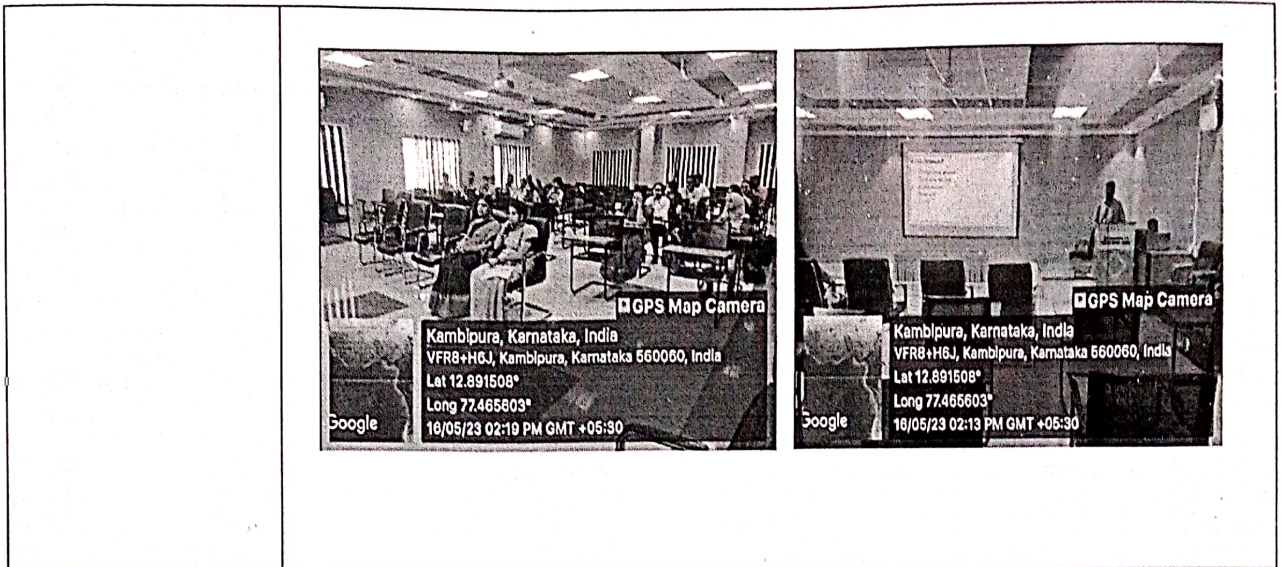 GPS Map Camera
Kambipura, Karnataka, India
VFR8+H6J, Kambipura, Karnataka 560060, India
Lat 12.891508°
Long 77.465603°
16/05/23 02:19 PM GMT +05:30
Google
GPS Map Camera
Kambipura, Karnataka, India
VFR8+H6J, Kambipura, Karnataka 560060, India
Lat 12.891508°
Long 77.465603°
16/05/23 02:13 PM GMT +05:30
Google